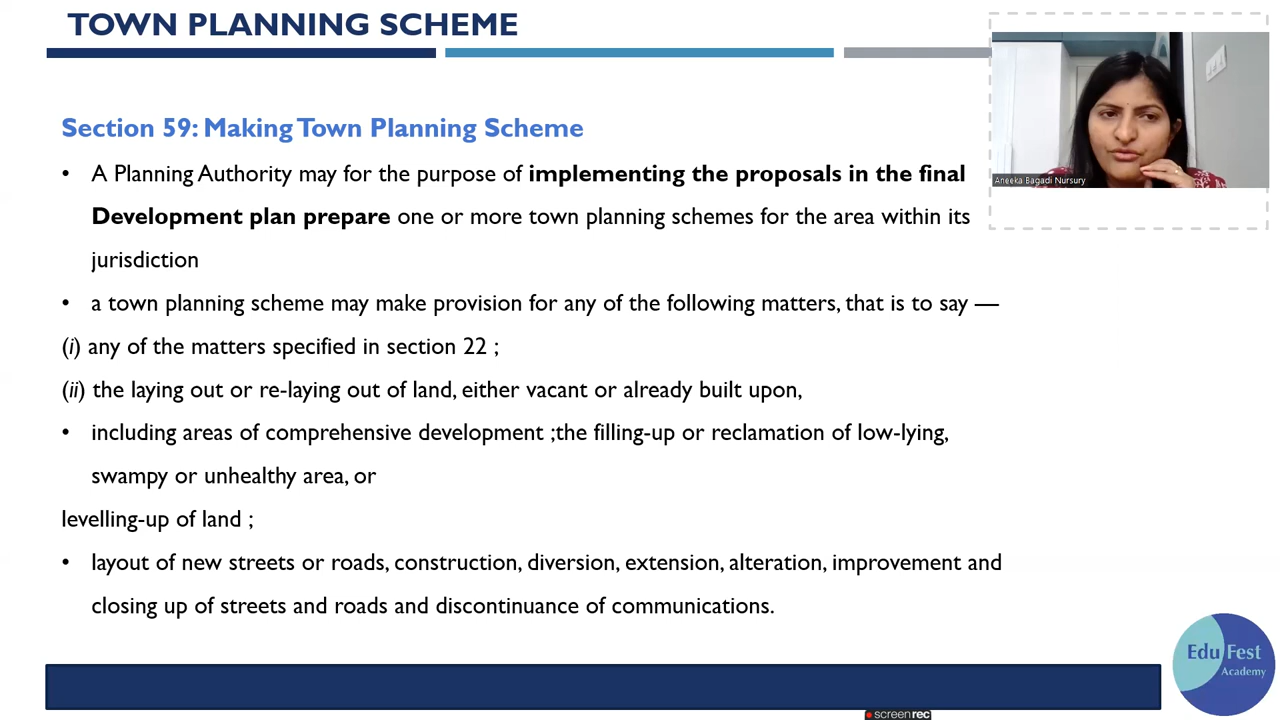 TOWN PLANNING SCHEME
Aneeka Bagadi Nursury
Section 59: Making Town Planning Scheme
• A Planning Authority may for the purpose of implementing the proposals in the final
Development plan prepare one or more town planning schemes for the area within its
jurisdiction
• a town planning scheme may make provision for any of the following matters, that is to say —
(i) any of the matters specified in section 22 ;
(ii) the laying out or re-laying out of land, either vacant or already built upon,
• including areas of comprehensive development ;the filling-up or reclamation of low-lying,
swampy or unhealthy area, or
levelling-up of land ;
• layout of new streets or roads, construction, diversion, extension, alteration, improvement and
closing up of streets and roads and discontinuance of communications.
Edu Fest
Academy
screenrec